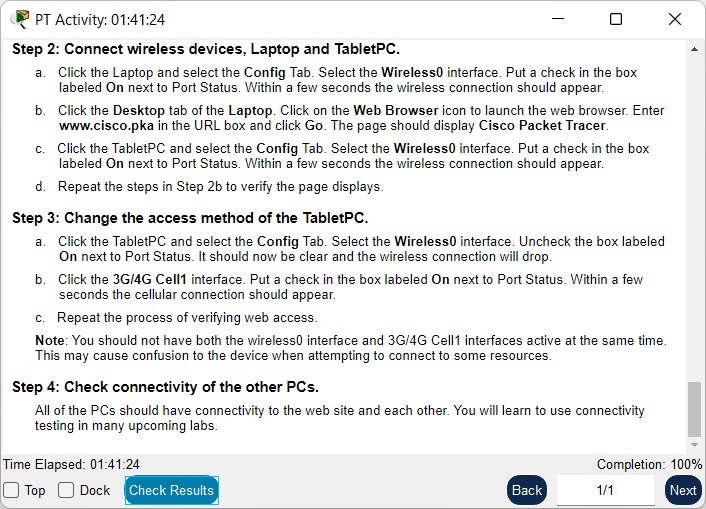 PT Activity: 01:41:24
Step 2: Connect wireless devices, Laptop and TabletPC.
a. Click the Laptop and select the Config Tab. Select the Wireless0 interface. Put a check in the box
labeled On next to Port Status. Within a few seconds the wireless connection should appear.
b. Click the Desktop tab of the Laptop. Click on the Web Browser icon to launch the web browser. Enter
www.cisco.pka in the URL box and click Go. The page should display Cisco Packet Tracer.
c. Click the TabletPC and select the Config Tab. Select the Wireless0 interface. Put a check in the box
labeled On next to Port Status. Within a few seconds the wireless connection should appear.
d. Repeat the steps in Step 2b to verify the page displays.
Step 3: Change the access method of the TabletPC.
a. Click the TabletPC and select the Config Tab. Select the Wireless0 interface. Uncheck the box labeled
On next to Port Status. It should now be clear and the wireless connection will drop.
b. Click the 3G/4G Cell1 interface. Put a check in the box labeled On next to Port Status. Within a few
seconds the cellular connection should appear.
c. Repeat the process of verifying web access.
Note: You should not have both the wireless0 interface and 3G/4G Cell1 interfaces active at the same time.
This may cause confusion to the device when attempting to connect to some resources.
Step 4: Check connectivity of the other PCs.
All of the PCs should have connectivity to the web site and each other. You will learn to use connectivity
testing in many upcoming labs.
Time Elapsed: 01:41:24 Completion: 100%
Top Dock Check Results Back 1/1 Next